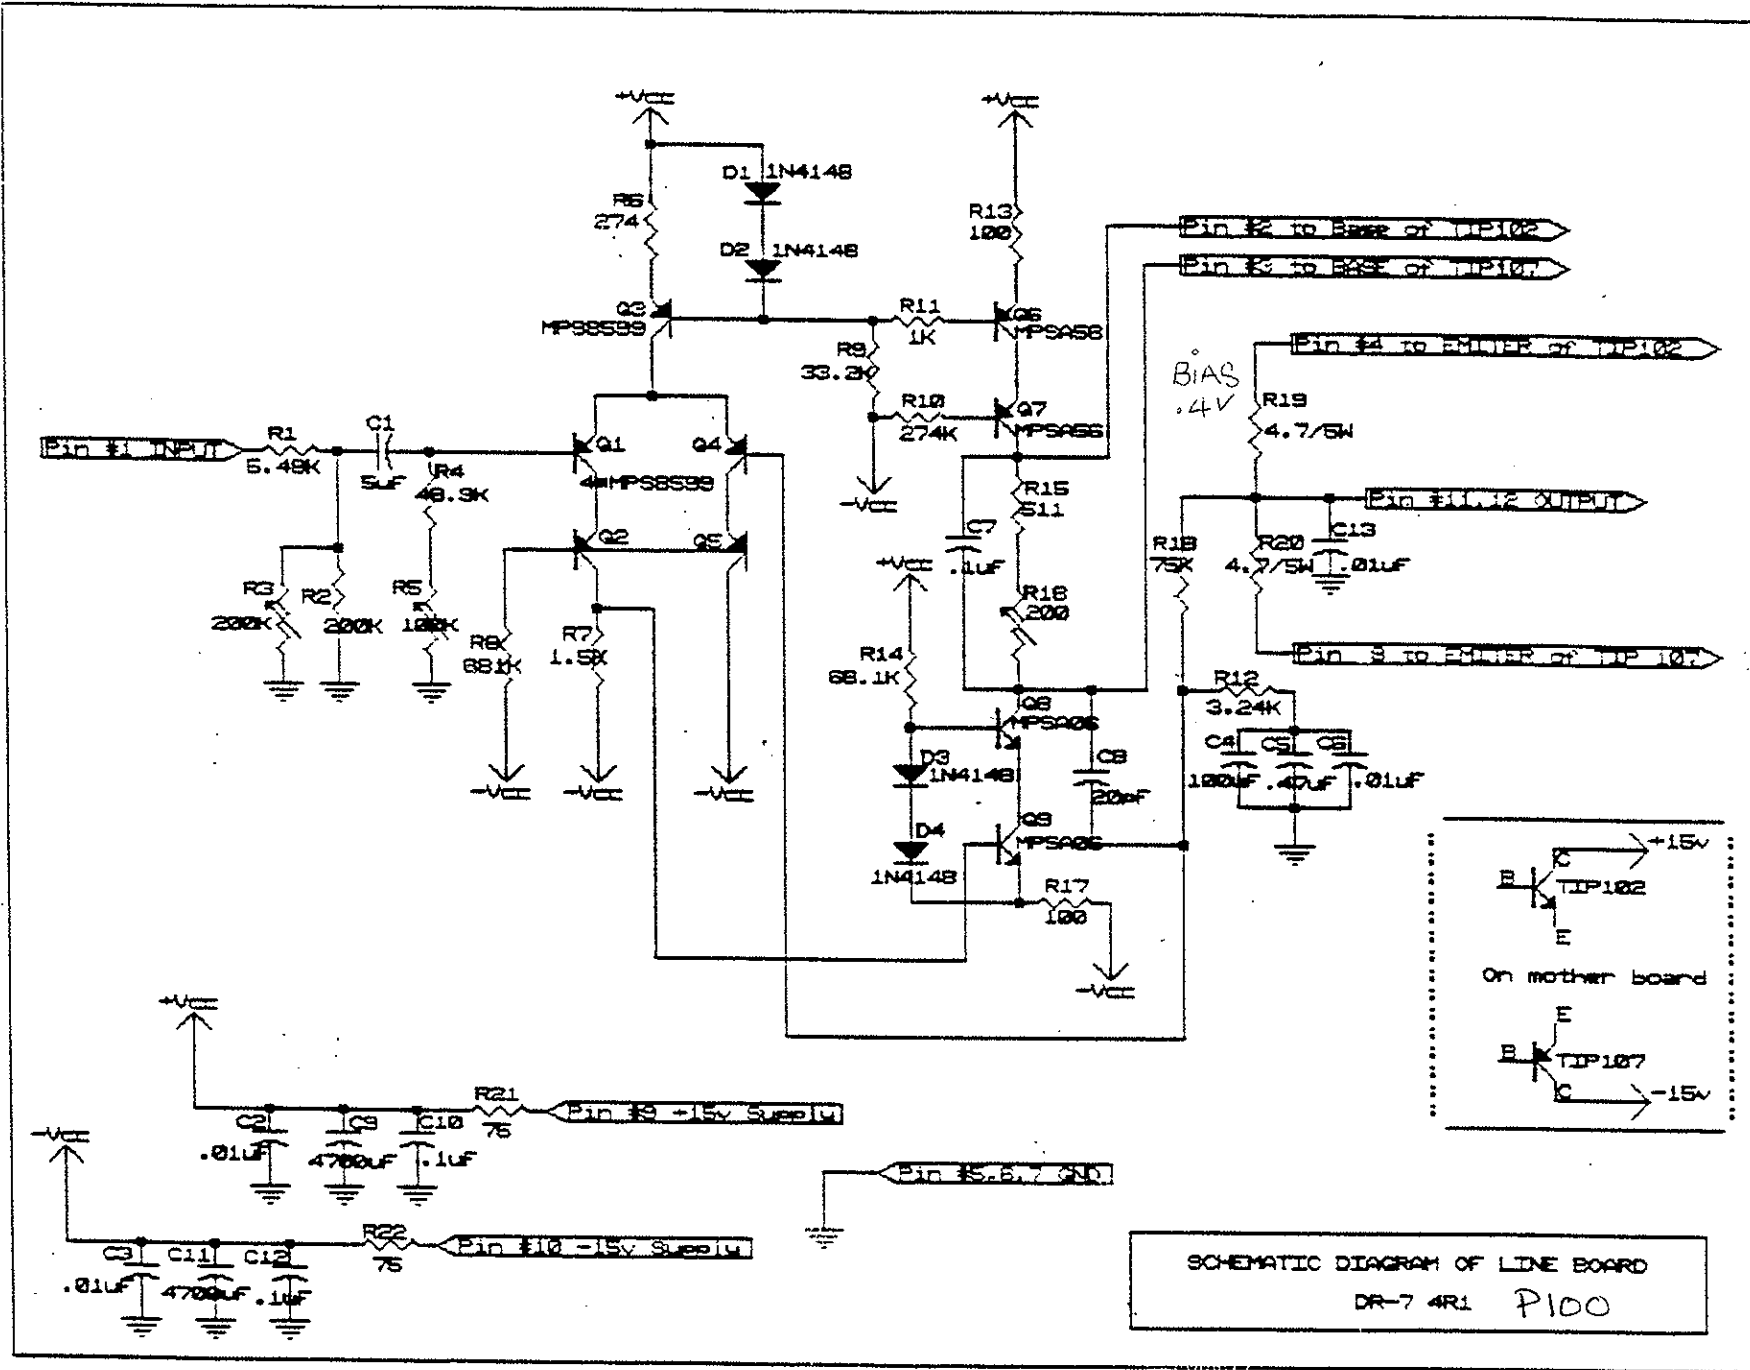 +VCC
+VCC
D1 1N4148
R6
274
R13
100
Pin #2 to Base of TIP102
D2 1N4148
Pin #3 to BASE of TIP107
Q3
MPS8599
R11
1K
Q6
MPSA56
R9
33.2K
Pin #4 to EMITER of TIP102
BIAS
.4V
R19
4.7/5W
R10
274K
Q7
MPSA56
Pin #1 INPUT
R1
5.49K
C1
5uF
R4
49.9K
Q1
Q4
4*MPS8599
-VCC
R15
511
Pin #11,12 OUTPUT
Q2
Q5
C7
.1uF
R18
75K
R20
4.7/5W
C13
.01uF
+VCC
R3
200K
R2
200K
R5
100K
R16
200
R8
681K
R7
1.5K
R14
68.1K
Pin 8 to EMITER of TIP 107
R12
3.24K
Q8
MPSA06
C4
100uF
C5
.47uF
C6
.01uF
D3
1N4148
C8
20pF
-VCC
-VCC
-VCC
D4
1N4148
Q9
MPSA06
R17
100
-VCC
C
+15v
B
TIP102
E
On mother board
E
B
TIP107
C
-15v
+VCC
R21
75
Pin #9 +15v Supply
C2
.01uF
C9
4700uF
C10
.1uF
-VCC
Pin #5,6,7 GND
R22
75
Pin #10 -15v Supply
C3
.01uF
C11
4700uF
C12
.1uF
SCHEMATIC DIAGRAM OF LINE BOARD
DR-7 4R1 P100